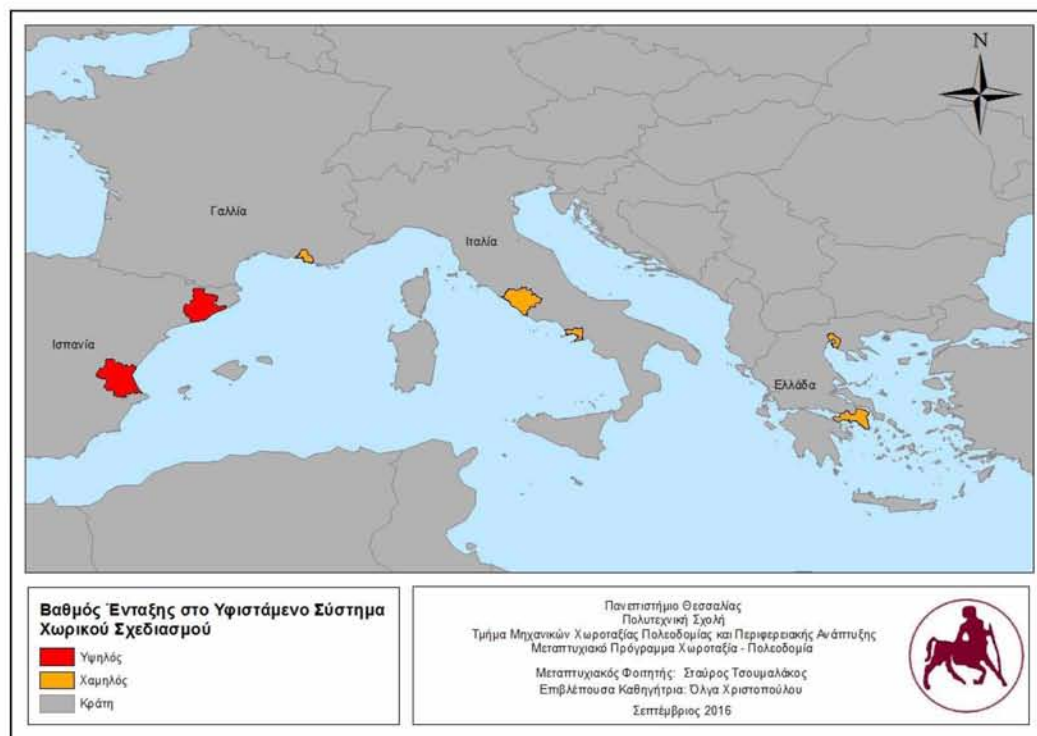 N
Γαλλία
Ιταλία
Ισπανία
Ελλάδα
Βαθμός Ένταξης στο Υφιστάμενο Σύστημα
Χωρικού Σχεδιασμού
Υψηλός
Χαμηλός
Κράτη
Πανεπιστήμιο Θεσσαλίας
Πολυτεχνική Σχολή
Τμήμα Μηχανικών Χωροταξίας Πολεοδομίας και Περιφερειακής Ανάπτυξης
Μεταπτυχιακό Πρόγραμμα Χωροταξία - Πολεοδομία
Μεταπτυχιακός Φοιτητής: Σταύρος Τσουμαλάκος
Επιβλέπουσα Καθηγήτρια: Όλγα Χριστοπούλου
Σεπτέμβριος 2016